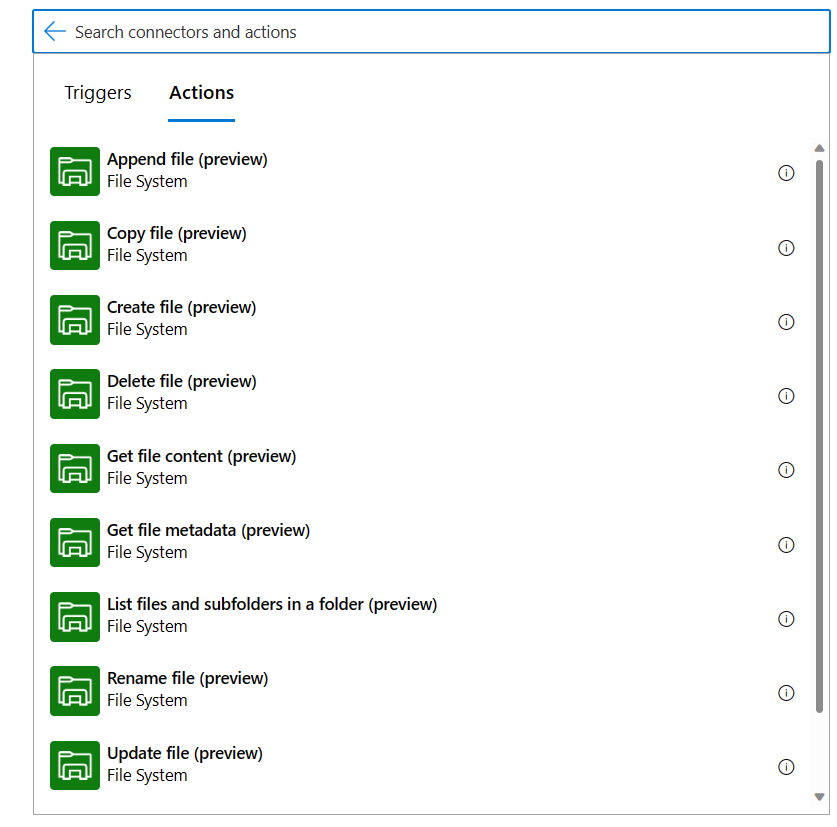 Search connectors and actions
Triggers Actions
Append file (preview)
File System
Copy file (preview)
File System
Create file (preview)
File System
Delete file (preview)
File System
Get file content (preview)
File System
Get file metadata (preview)
File System
List files and subfolders in a folder (preview)
File System
Rename file (preview)
File System
Update file (preview)
File System